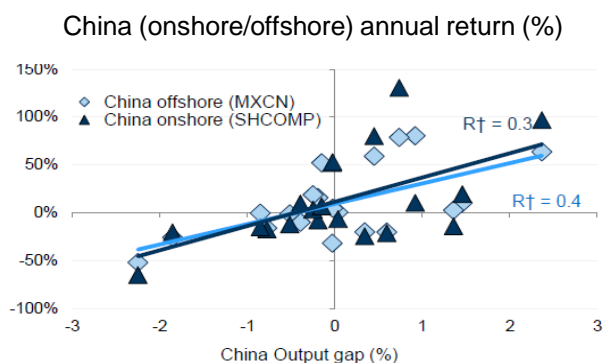 China (onshore/offshore) annual return (%)
150%
China offshore (MXCN)
China onshore (SHCOMP)
100%
R† = 0.3
50%
R† = 0.4
0%
-50%
-100%
-3 -2 -1 0 1 2 3
China Output gap (%)